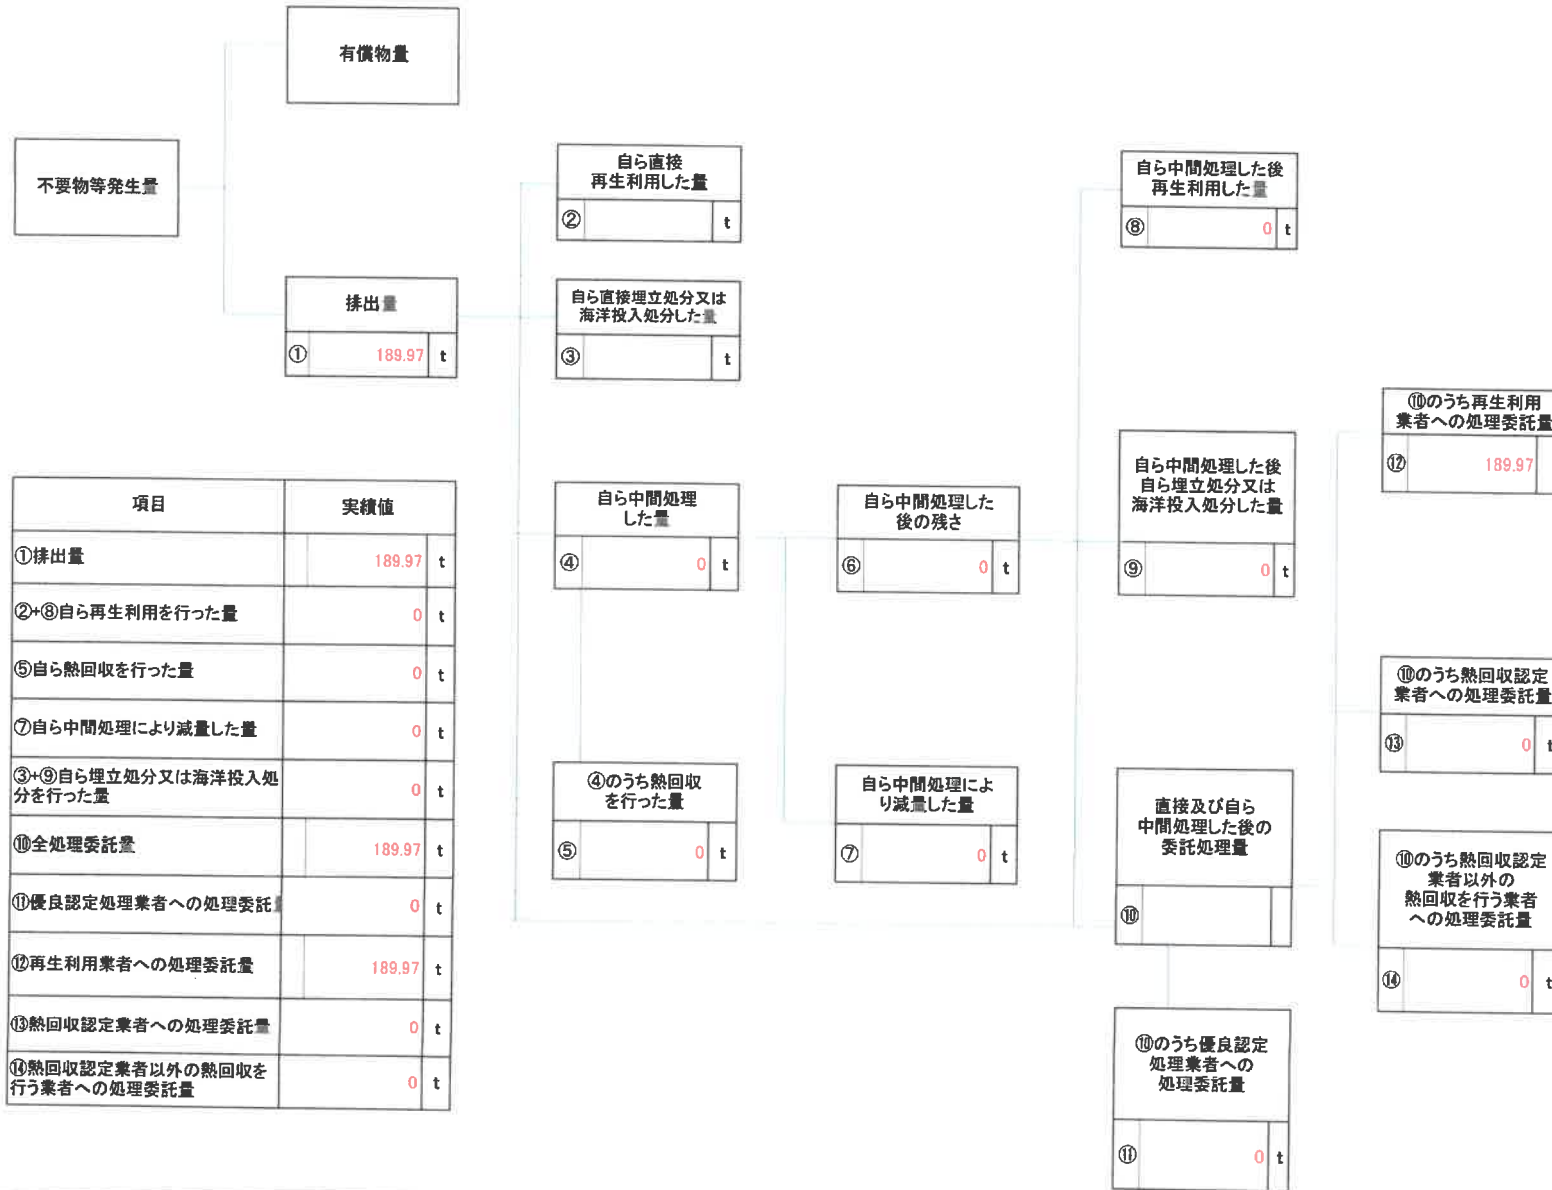 有償物量
不要物等発生量
排出量
① 189.97 t
自ら直接
再生利用した量
② t
自ら直接埋立処分又は
海洋投入処分した量
③ t
自ら中間処理
した量
④ 0 t
④のうち熱回収
を行った量
⑤ 0 t
自ら中間処理した
後の残さ
⑥ 0 t
自ら中間処理によ
り減量した量
⑦ 0 t
自ら中間処理した後
再生利用した量
⑧ 0 t
自ら中間処理した後
自ら埋立処分又は
海洋投入処分した量
⑨ 0 t
直接及び自ら
中間処理した後の
委託処理量
⑩
⑩のうち優良認定
処理業者への
処理委託量
⑪ 0 t
⑩のうち再生利用
業者への処理委託量
⑫ 189.97
⑩のうち熱回収認定
業者への処理委託量
⑬ 0 t
⑩のうち熱回収認定
業者以外の
熱回収を行う業者
への処理委託量
⑭ 0 t
項目 実績値
①排出量 189.97 t
②+⑧自ら再生利用を行った量 0 t
⑤自ら熱回収を行った量 0 t
⑦自ら中間処理により減量した量 0 t
③+⑨自ら埋立処分又は海洋投入処
分を行った量 0 t
⑩全処理委託量 189.97 t
⑪優良認定処理業者への処理委託量 0 t
⑫再生利用業者への処理委託量 189.97 t
⑬熱回収認定業者への処理委託量 0 t
⑭熱回収認定業者以外の熱回収を
行う業者への処理委託量 0 t